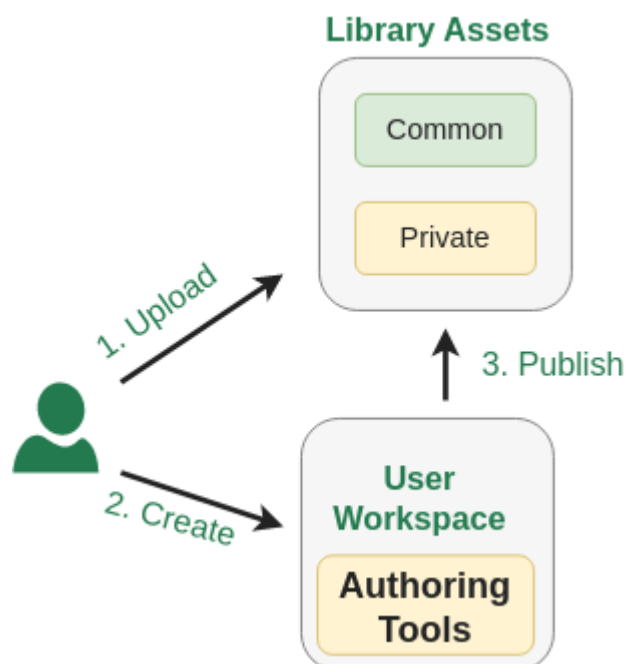 Library Assets
Common
Private
1. Upload
3. Publish
2. Create
User
Workspace
Authoring
Tools